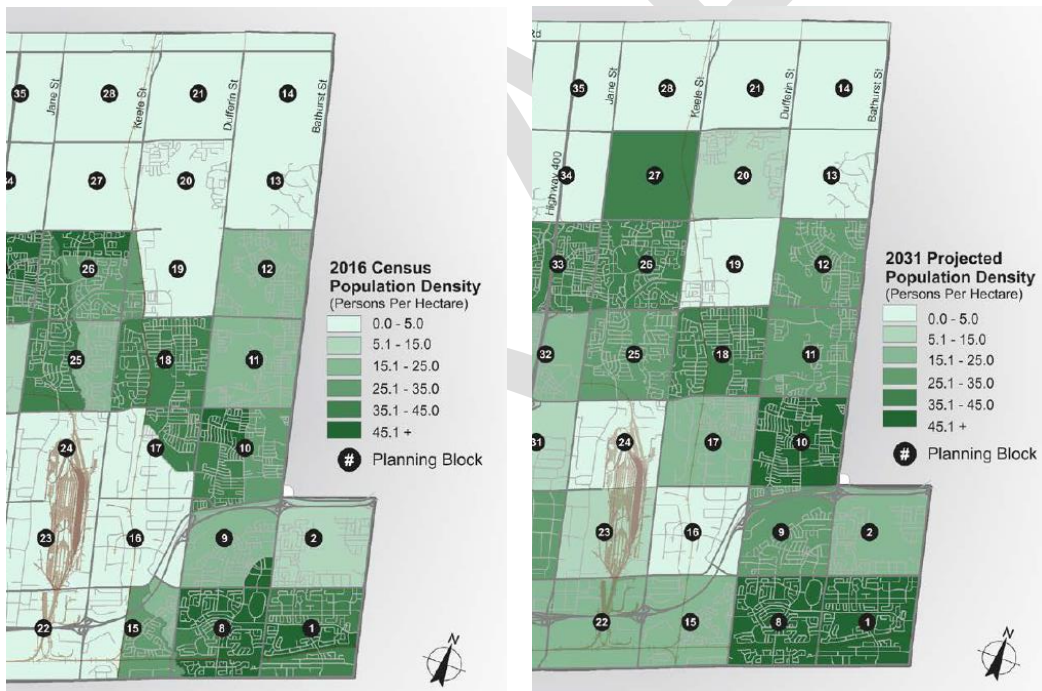 35
Jane St
28
Keele St
21
Dufferin St
14
Bathurst St
34
27
20
13
26
19
12
25
18
11
24
17
10
23
16
9
2
22
15
8
1
2016 Census
Population Density
(Persons Per Hectare)
0.0 - 5.0
5.1 - 15.0
15.1 - 25.0
25.1 - 35.0
35.1 - 45.0
45.1 +
# Planning Block
N
Rd
35
Jane St
28
Keele St
21
Dufferin St
14
Bathurst St
Highway 400
34
27
20
13
33
26
19
12
32
25
18
11
31
24
17
10
23
16
9
2
22
15
8
1
2031 Projected
Population Density
(Persons Per Hectare)
0.0 - 5.0
5.1 - 15.0
15.1 - 25.0
25.1 - 35.0
35.1 - 45.0
45.1 +
# Planning Block
N